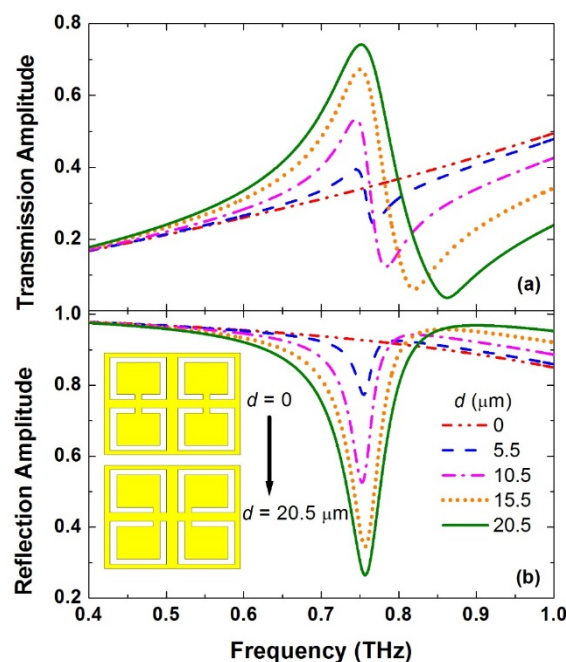 0.8
0.6
0.4
0.2
Transmission Amplitude
(a)
1.0
0.8
0.6
0.4
0.2
Reflection Amplitude
d = 0
d = 20.5 μm
d (μm)
0
5.5
10.5
15.5
20.5
(b)
0.4 0.5 0.6 0.7 0.8 0.9 1.0
Frequency (THz)